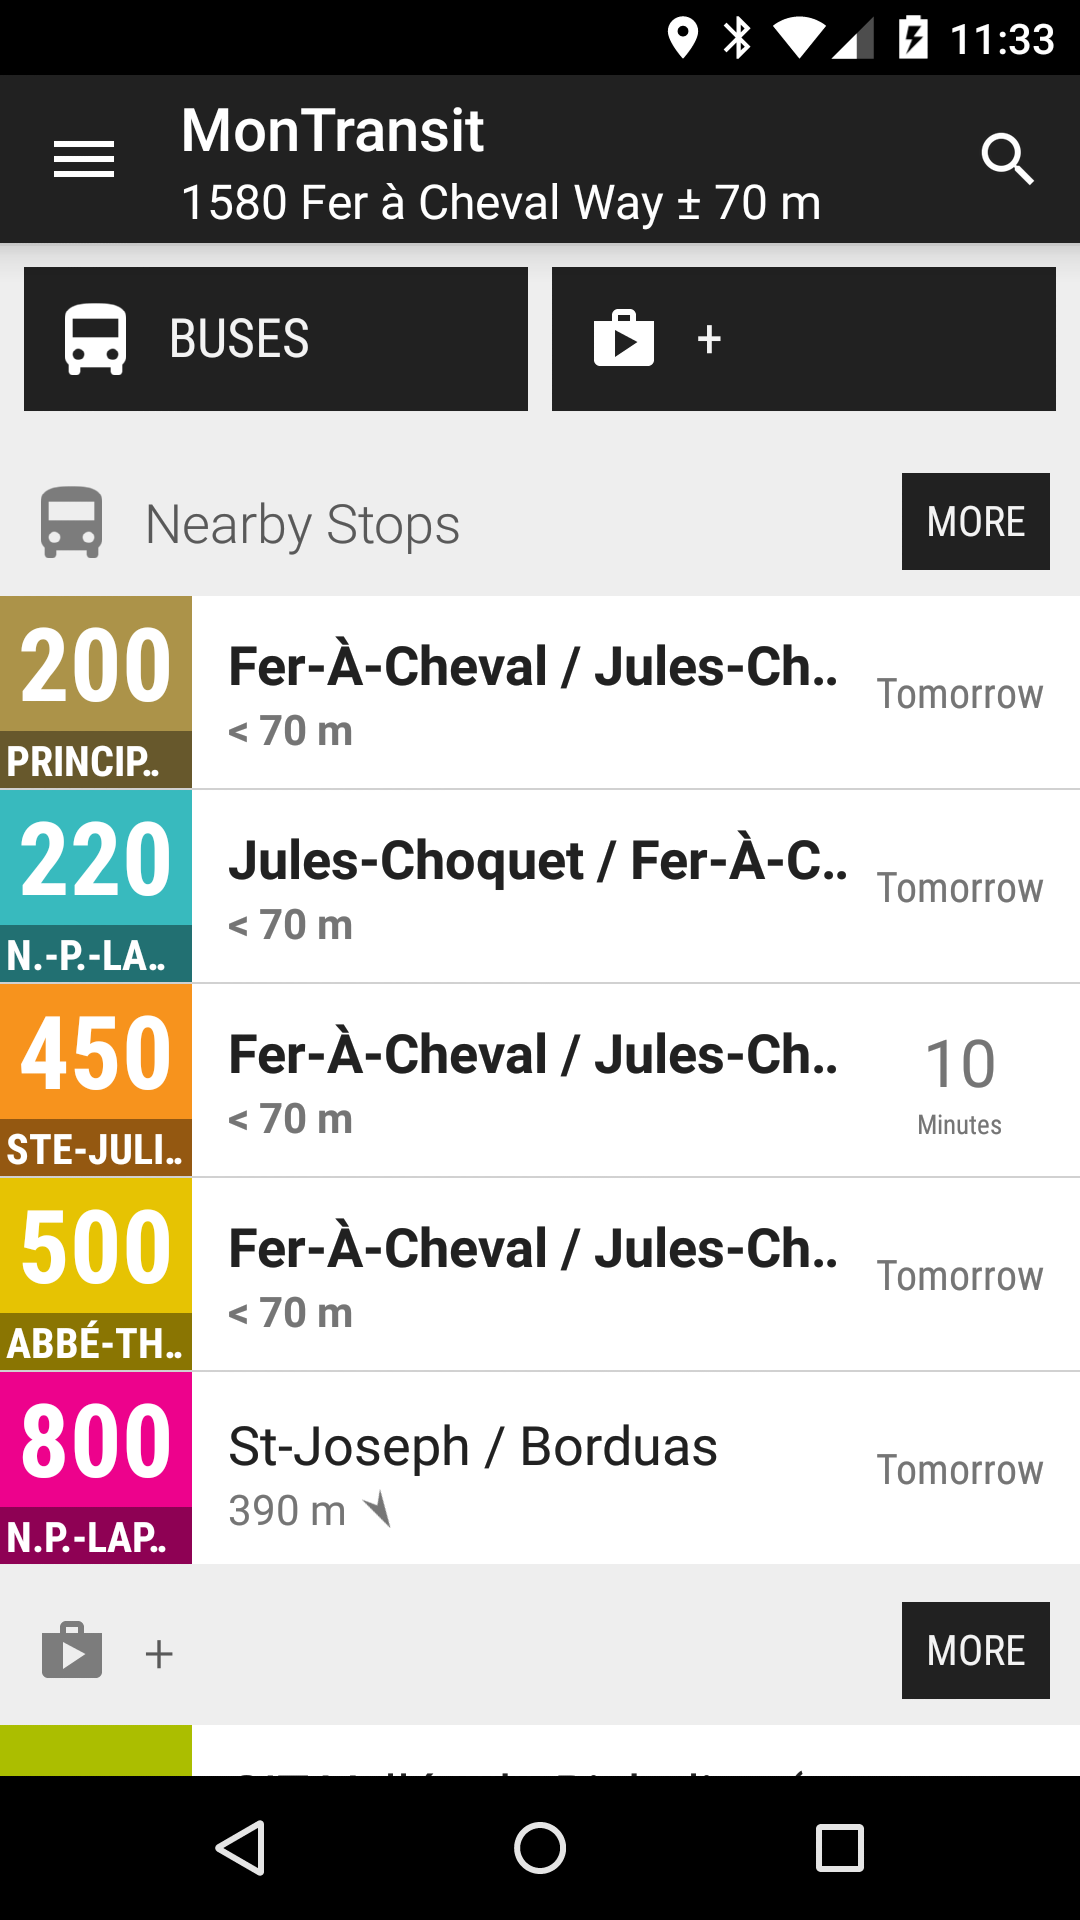 11:33
MonTransit
1580 Fer à Cheval Way ± 70 m
BUSES
+
Nearby Stops
MORE
200
PRINCIP..
Fer-À-Cheval / Jules-Ch..
< 70 m
Tomorrow
220
N.-P.-LA..
Jules-Choquet / Fer-À-C..
< 70 m
Tomorrow
450
STE-JULI..
Fer-À-Cheval / Jules-Ch..
< 70 m
10
Minutes
500
ABBÉ-TH..
Fer-À-Cheval / Jules-Ch..
< 70 m
Tomorrow
800
N.P.-LAP..
St-Joseph / Borduas
390 m
Tomorrow
+
MORE